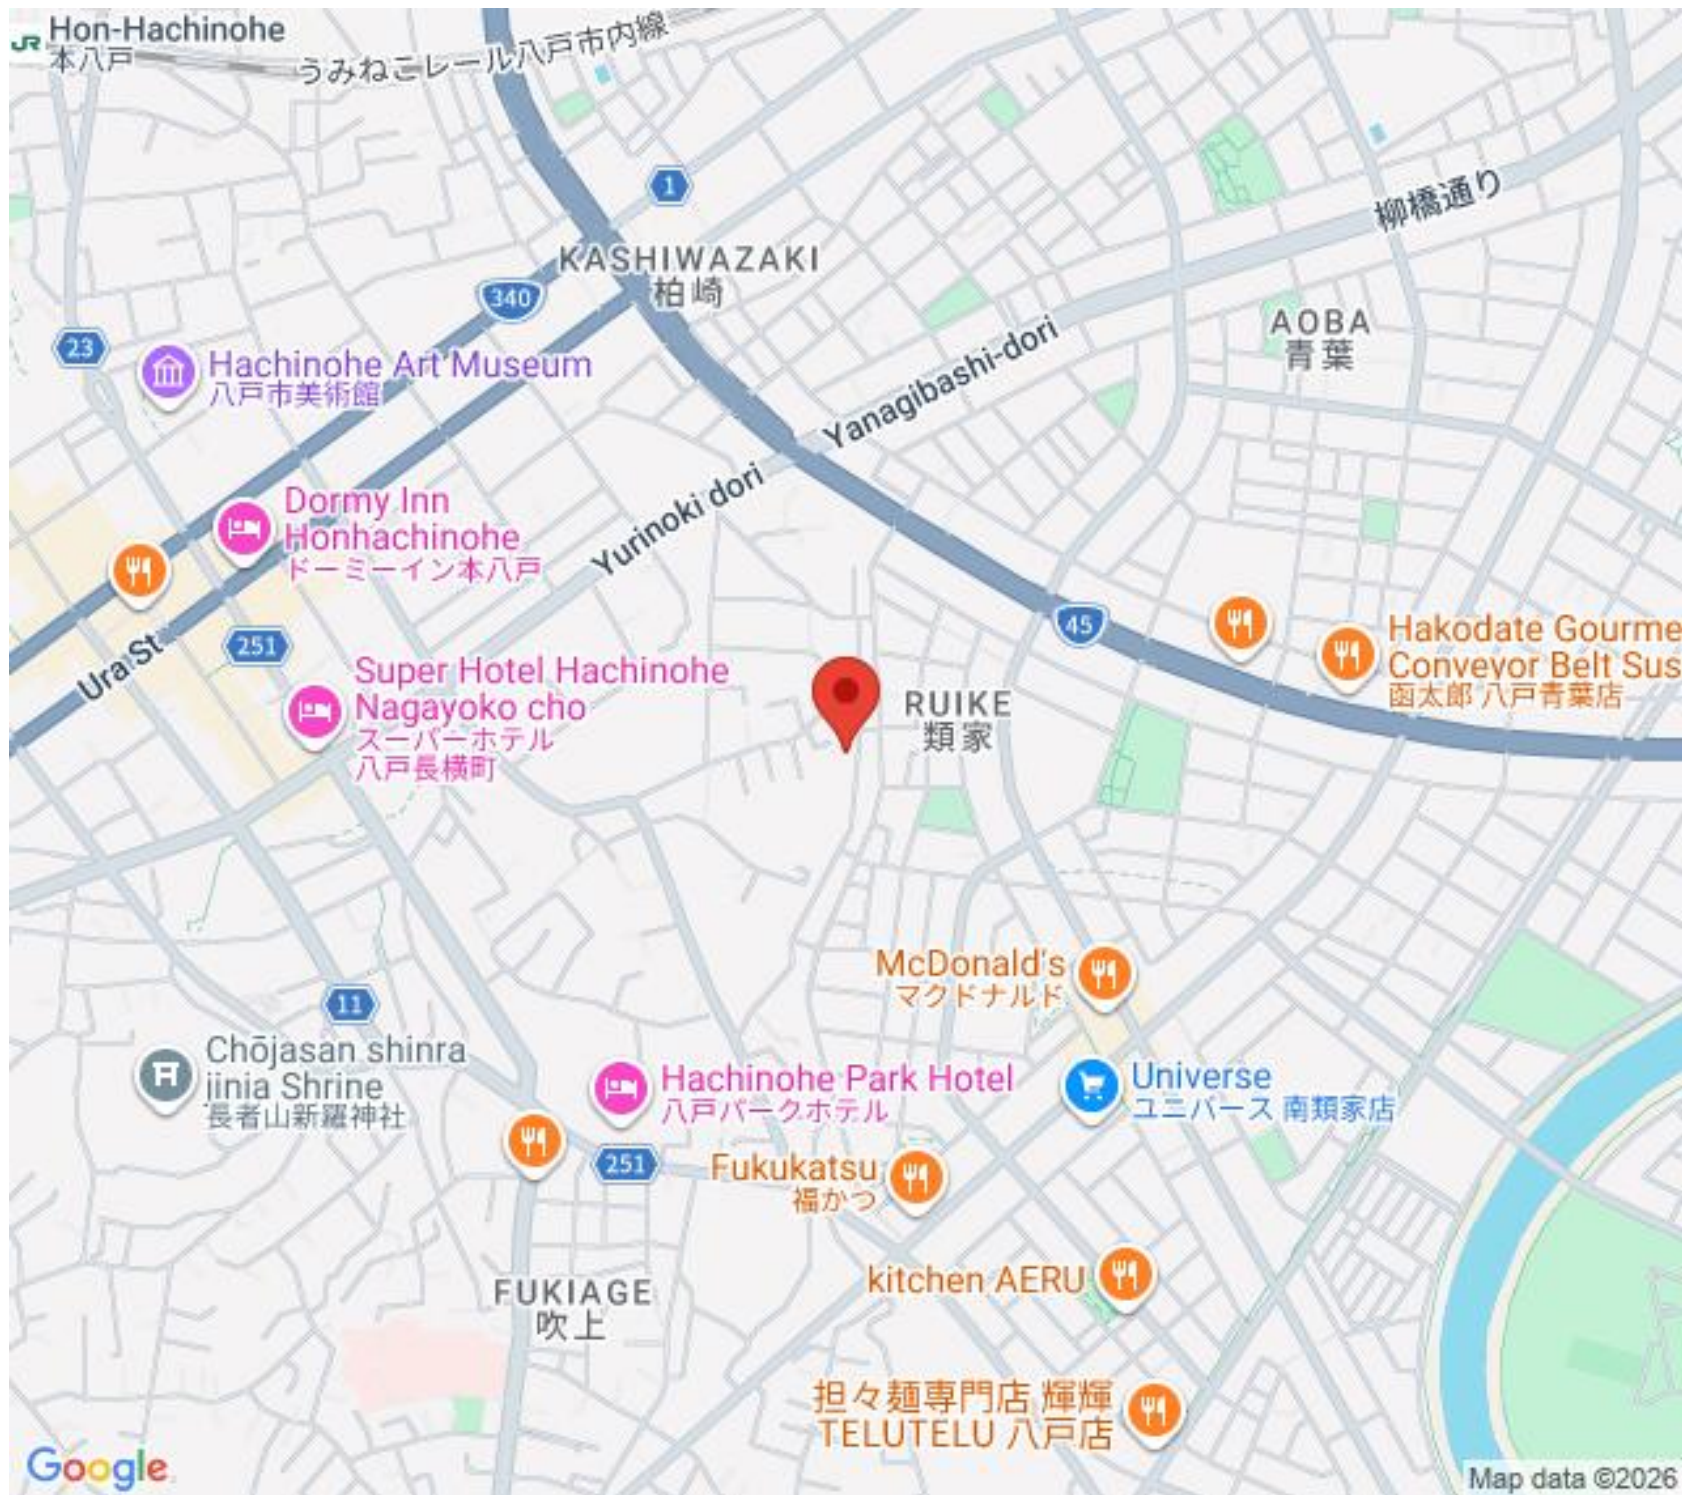 Hon-Hachinohe
本八戸
うみねこレール八戸市内線
1
柳橋通り
KASHIWAZAKI
柏崎
340
AOBA
青葉
23
Hachinohe Art Museum
八戸市美術館
Yanagibashi-dori
Yurinoki dori
Dormy Inn
Honhachinohe
ドーミーイン本八戸
45
Hakodate Gourme
Conveyor Belt Sus
函太郎 八戸青葉店
251
Ura St
Super Hotel Hachinohe
Nagayoko cho
スーパーホテル
八戸長横町
RUIKE
類家
McDonald's
マクドナルド
11
Chōjasan shinra
jinja Shrine
長者山新羅神社
Hachinohe Park Hotel
八戸パークホテル
Universe
ユニバース 南類家店
251
Fukukatsu
福かつ
kitchen AERU
FUKIAGE
吹上
担々麺専門店 輝輝
TELUTELU 八戸店
Google
Map data ©2026